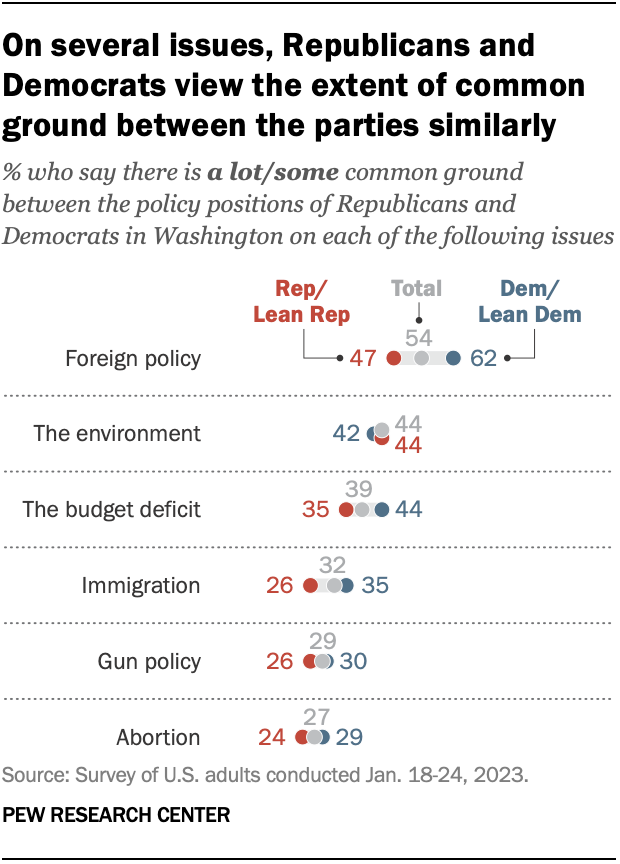 On several issues, Republicans and
Democrats view the extent of common
ground between the parties similarly
% who say there is a lot/some common ground
between the policy positions of Republicans and
Democrats in Washington on each of the following issues
Rep/
Lean Rep
Total
Dem/
Lean Dem
54
Foreign policy 47 62
44
The environment 42
44
39
The budget deficit 35 44
32
Immigration 26 35
29
Gun policy 26 30
27
Abortion 24 29
Source: Survey of U.S. adults conducted Jan. 18-24, 2023.
PEW RESEARCH CENTER